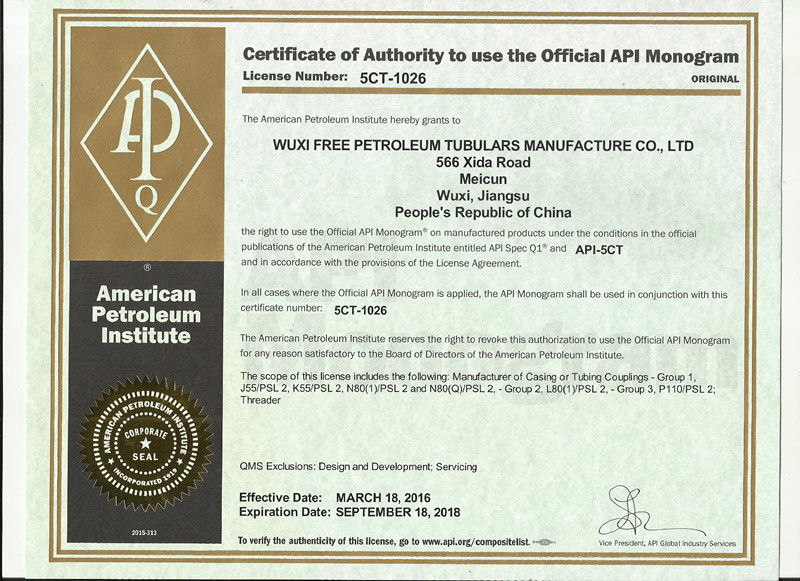 Certificate of Authority to use the Official API Monogram
License Number: 5CT-1026
ORIGINAL
The American Petroleum Institute hereby grants to
WUXI FREE PETROLEUM TUBULARS MANUFACTURE CO., LTD
566 Xida Road
Meicun
Wuxi, Jiangsu
People's Republic of China
the right to use the Official API Monogram® on manufactured products under the conditions in the official
publications of the American Petroleum Institute entitled API Spec Q1® and API-5CT
and in accordance with the provisions of the License Agreement.
In all cases where the Official API Monogram is applied, the API Monogram shall be used in conjunction with this
certificate number: 5CT-1026
The American Petroleum Institute reserves the right to revoke this authorization to use the Official API Monogram
for any reason satisfactory to the Board of Directors of the American Petroleum Institute.
The scope of this license includes the following: Manufacturer of Casing or Tubing Couplings - Group 1,
J55/PSL 2, K55/PSL 2, N80(1)/PSL 2 and N80(Q)/PSL 2, - Group 2, L80(1)/PSL 2, - Group 3, P110/PSL 2;
Threader
QMS Exclusions: Design and Development; Servicing
Effective Date: MARCH 18, 2016
Expiration Date: SEPTEMBER 18, 2018
To verify the authenticity of this license, go to www.api.org/compositelist.
Vice President, API Global Industry Services
API
Q
®
American
Petroleum
Institute
AMERICAN PETROLEUM INSTITUTE
CORPORATE
SEAL
INCORPORATED 1919
2015-313